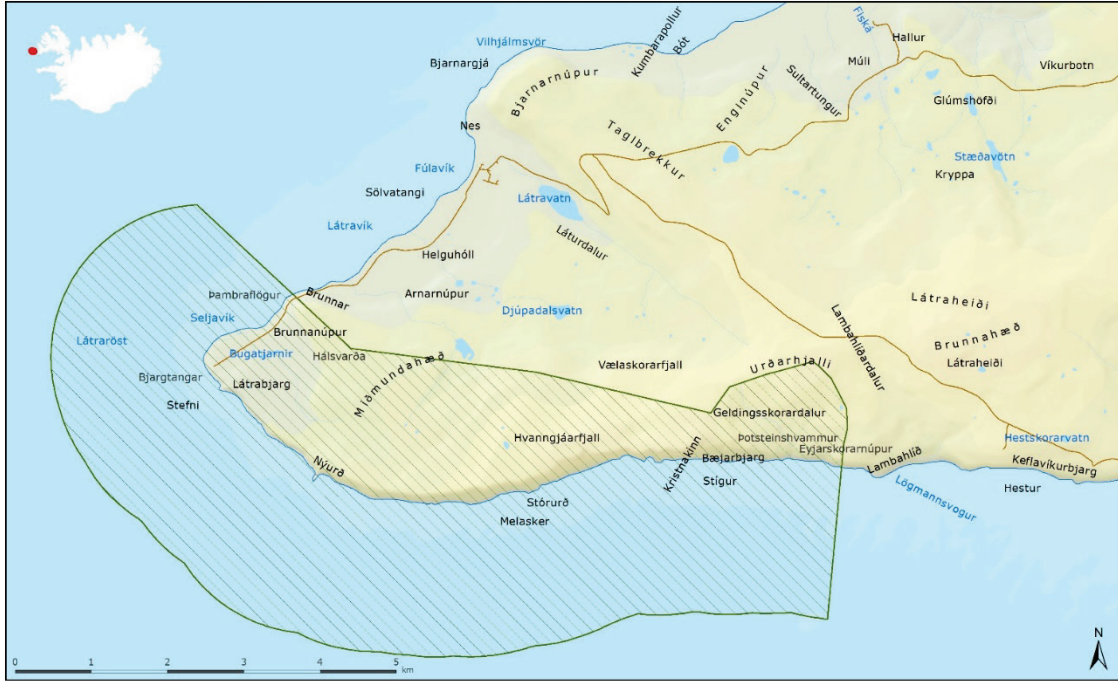 Fiská
Kumbarapollur
Bót
Hallur
Vilhjálmsvör
Bjarnargjá
Múli
Víkurbotn
Bjarnarnúpur
Enginúpur
Sultartungur
Glúmshöfði
Nes
Taglbrekkur
Stæðavötn
Fúlavík
Kryppa
Sölvatangi
Látravatn
Látravík
Láturdalur
Helguhóll
Þambraflögur
Brunnar
Arnarnúpur
Látraheiði
Seljavík
Djúpadalsvatn
Brunnanúpur
Lambahlíðardalur
Brunnahæð
Látraröst
Bugatjarnir
Hálsvarða
Miðmundahæð
Vælaskorarfjall
Urðarhjalli
Látraheiði
Bjargtangar
Látrabjarg
Stefni
Geldingsskorardalur
Hvanngjáarfjall
Þotsteinshvammur
Hestskorarvatn
Kristnakinn
Eyjarskorarnúpur
Nýurð
Bæjarbjarg
Lambahlíð
Keflavíkurbjarg
Stígur
Lögmannsvogur
Hestur
Stórurð
Melasker
N
0 1 2 3 4 5
km